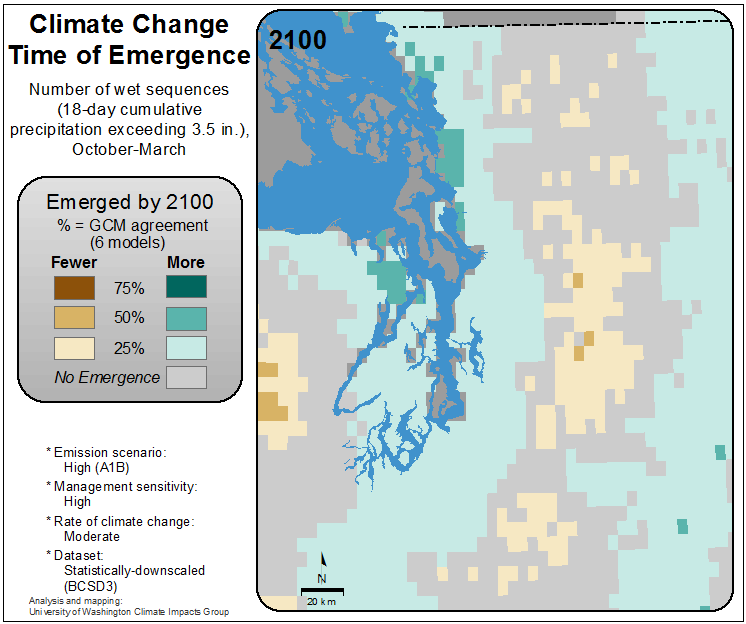 Climate Change
Time of Emergence
Number of wet sequences
(18-day cumulative
precipitation exceeding 3.5 in.),
October-March
Emerged by 2100
% = GCM agreement
(6 models)
Fewer More
75%
50%
25%
No Emergence
* Emission scenario:
High (A1B)
* Management sensitivity:
High
* Rate of climate change:
Moderate
* Dataset:
Statistically-downscaled
(BCSD3)
Analysis and mapping:
University of Washington Climate Impacts Group
2100
N
20 km